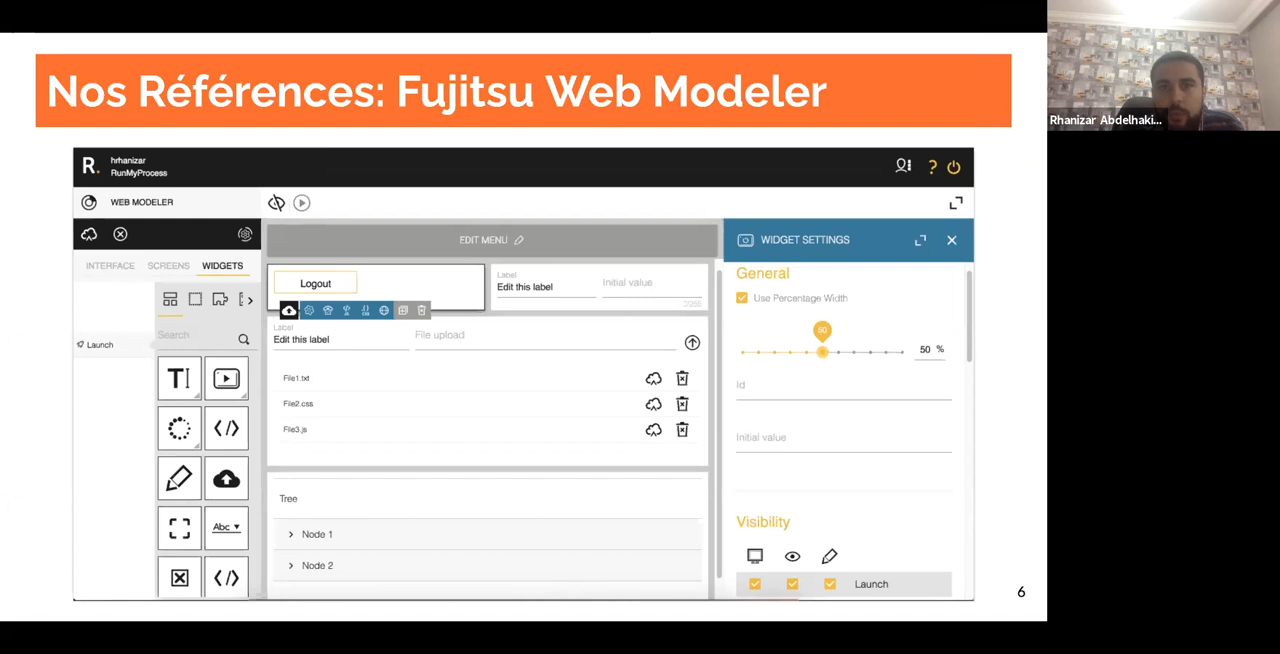 Nos Références: Fujitsu Web Modeler
Rhanizar Abdelhaki...
R.
hrhanizar
RunMyProcess
?
WEB MODELER
EDIT MENU
WIDGET SETTINGS
INTERFACE SCREENS WIDGETS
Logout
Label
Edit this label
Initial value
General
Use Percentage Width
Search
Launch
Label
Edit this label
File upload
50
50 %
File1.txt
File2.css
File3.js
Id
Initial value
T
</>
Abc
</>
Tree
Node 1
Node 2
Visibility
Launch
6